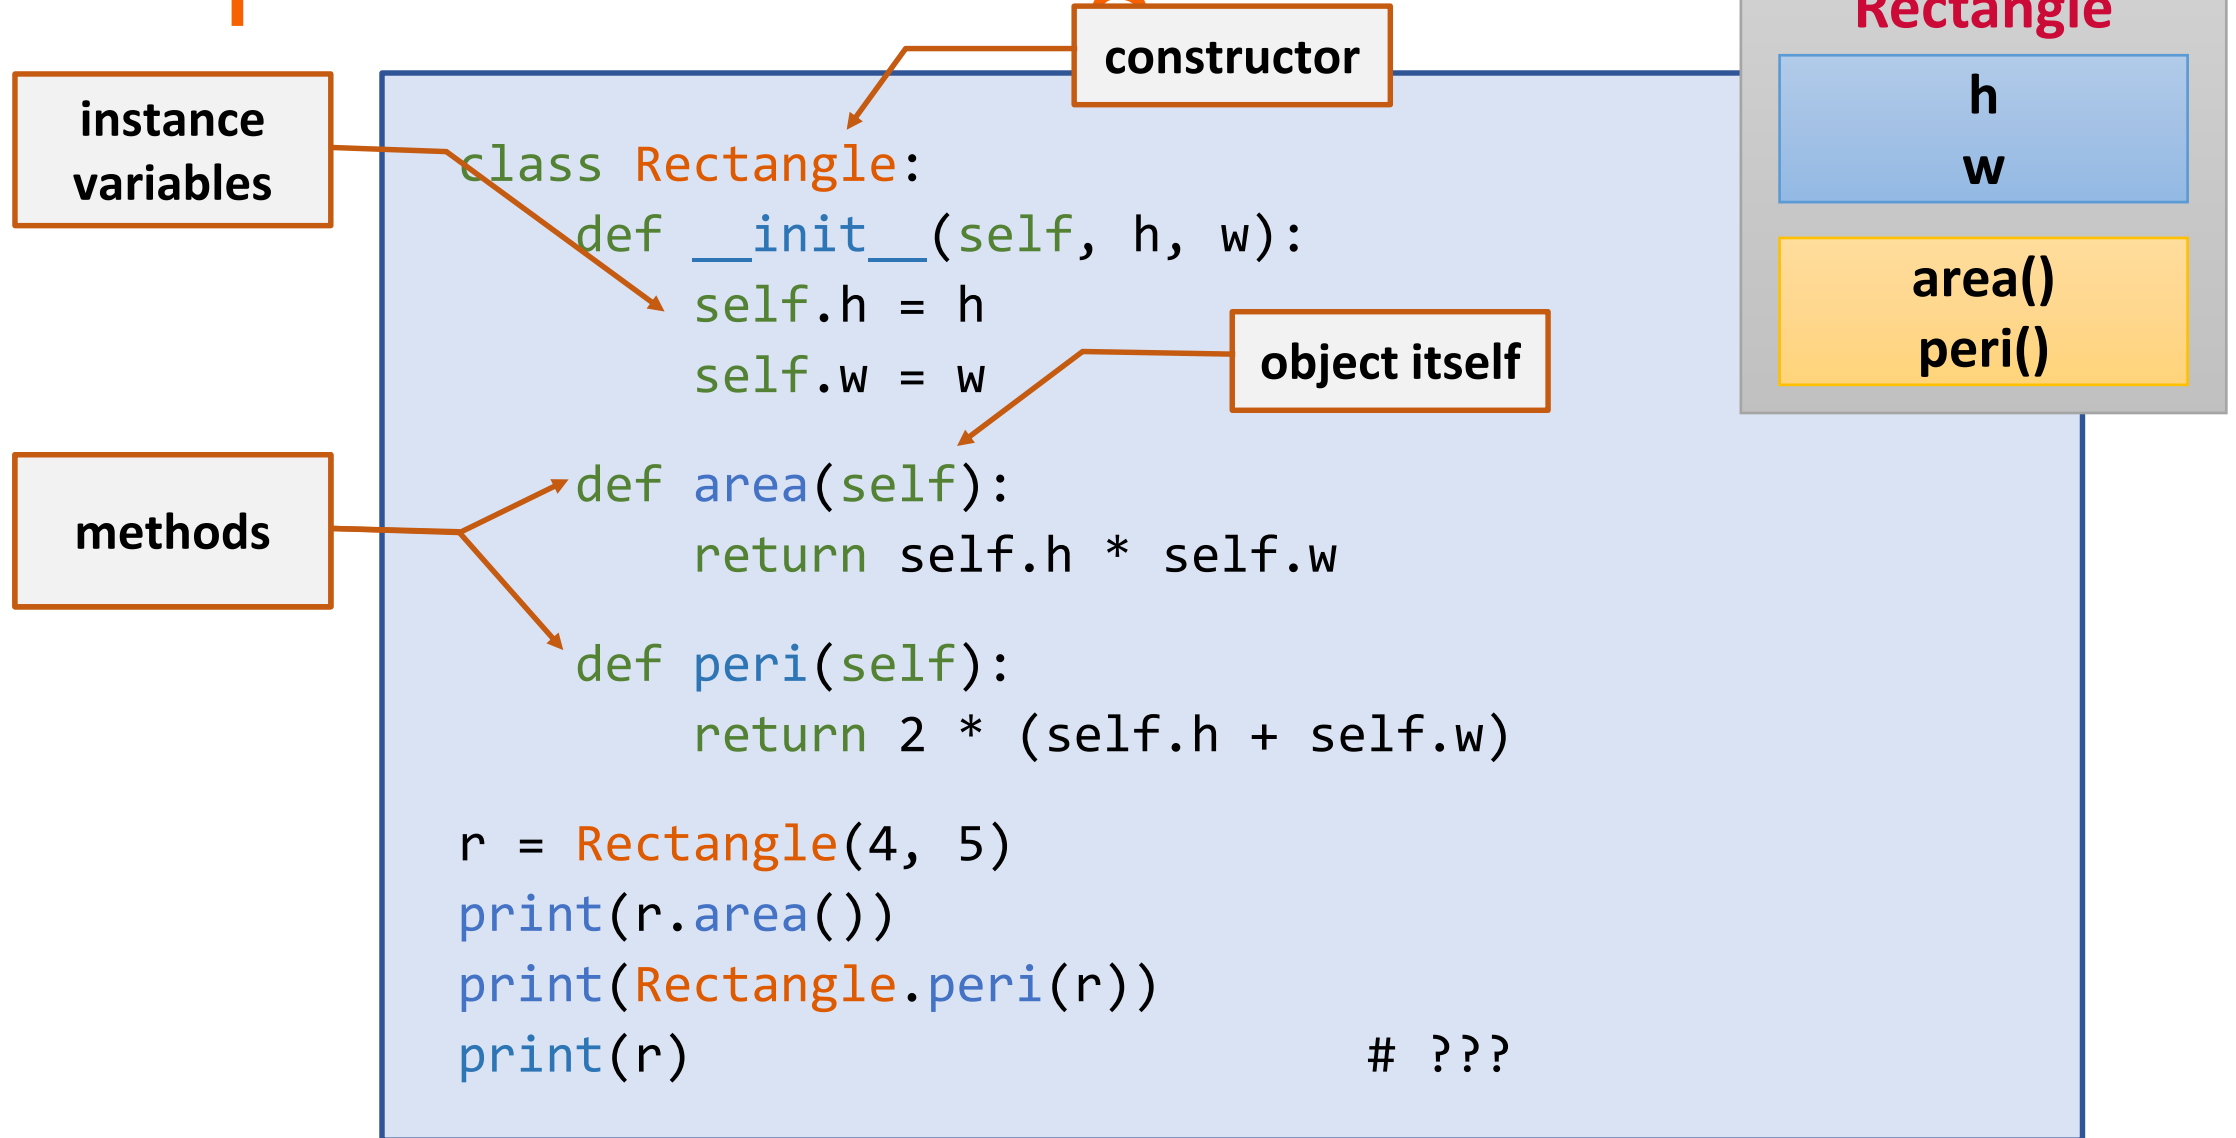 constructor
Rectangle
h
w
area()
peri()
instance
variables
class Rectangle:
    def __init__(self, h, w):
        self.h = h
        self.w = w
object itself
methods
    def area(self):
        return self.h * self.w
    def peri(self):
        return 2 * (self.h + self.w)
r = Rectangle(4, 5)
print(r.area())
print(Rectangle.peri(r))
print(r) # ???